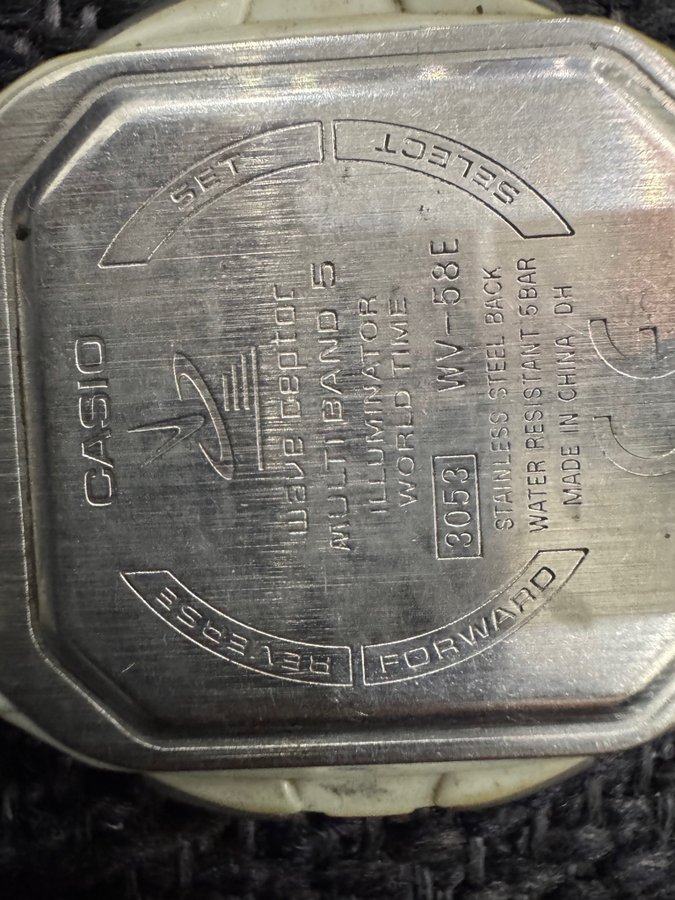 CASIO
wave ceptor
MULTI BAND 5
ILLUMINATOR
WORLD TIME
3053 WV-58E
STAINLESS STEEL BACK
WATER RESISTANT 5BAR
MADE IN CHINA DH
CE
SET
SELECT
REVERSE
FORWARD